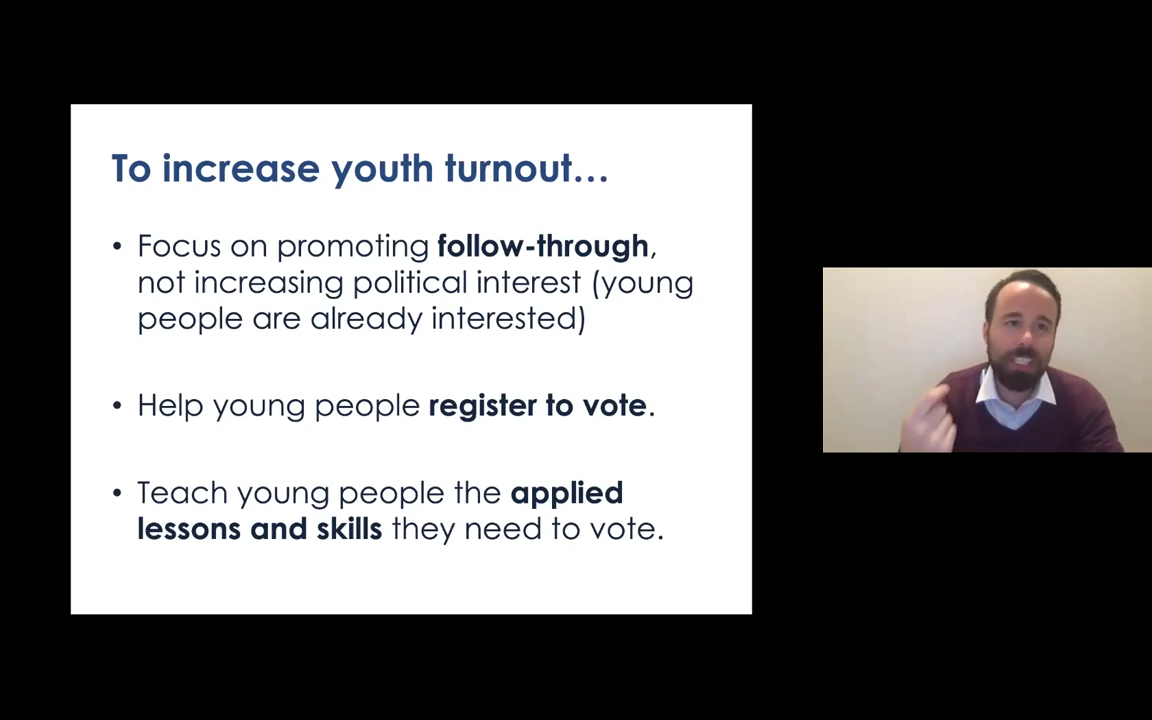 To increase youth turnout…
• Focus on promoting follow-through,
not increasing political interest (young
people are already interested)
• Help young people register to vote.
• Teach young people the applied
lessons and skills they need to vote.